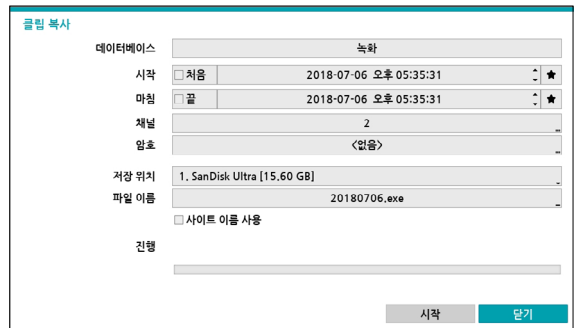 클립 복사
데이터베이스 녹화
시작 처음 2018-07-06 오후 05:35:31
마침 끝 2018-07-06 오후 05:35:31
채널 2 ...
암호 <없음> ...
저장 위치 1. SanDisk Ultra [15.60 GB]
파일 이름 20180706.exe
사이트 이름 사용
진행
시작 닫기